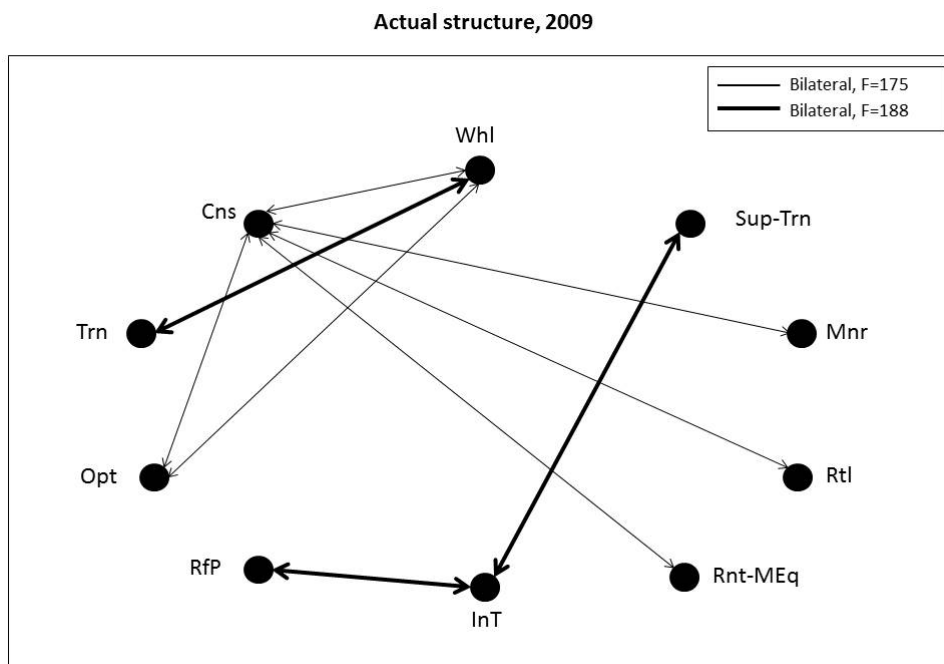 Actual structure, 2009
Bilateral, F=175
Bilateral, F=188
Whl
Cns
Sup-Trn
Trn
Mnr
Opt
Rtl
RfP
Rnt-MEq
InT